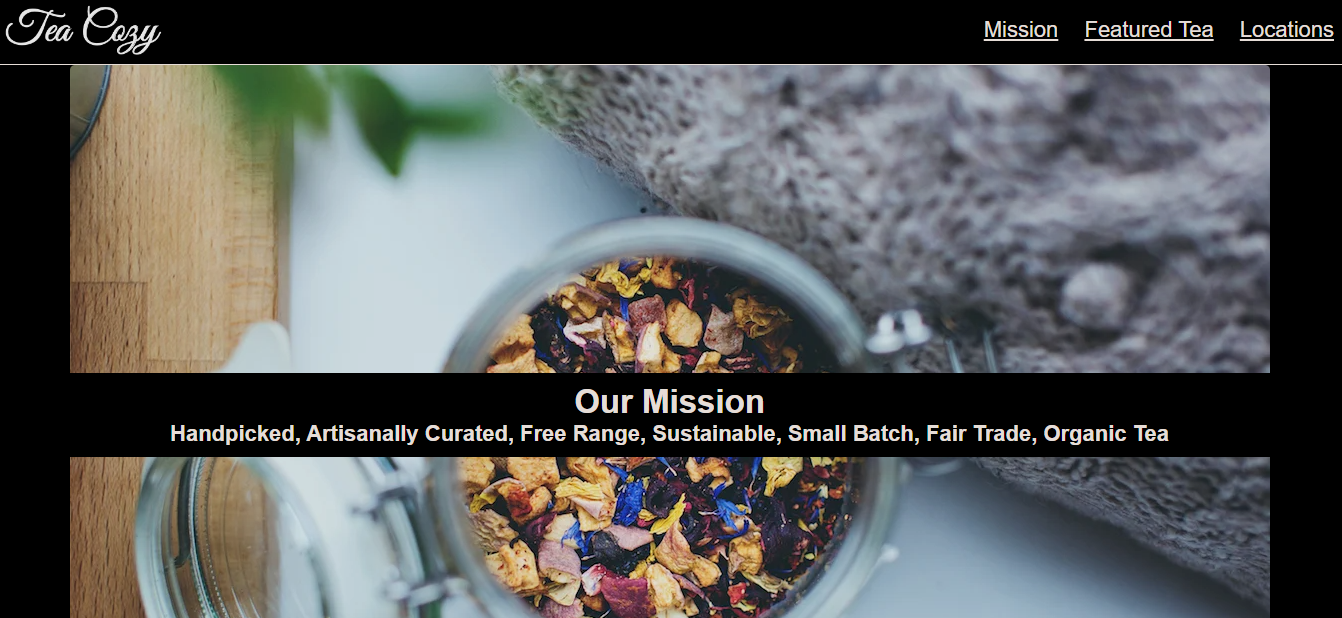 Tea Cozy
Mission Featured Tea Locations
Our Mission
Handpicked, Artisanally Curated, Free Range, Sustainable, Small Batch, Fair Trade, Organic Tea